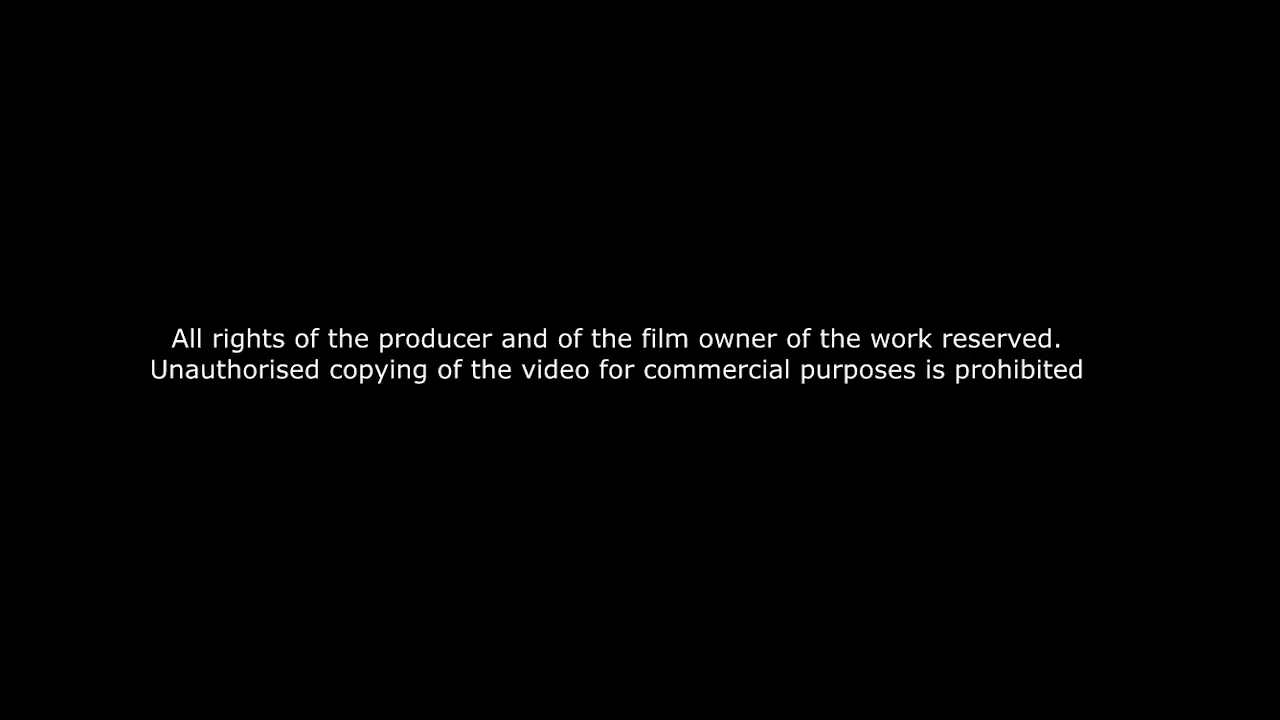 All rights of the producer and of the film owner of the work reserved.
Unauthorised copying of the video for commercial purposes is prohibited